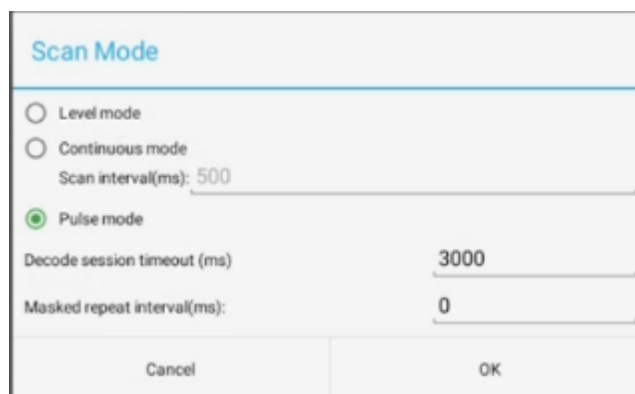 Scan Mode
Level mode
Continuous mode
Scan interval(ms): 500
Pulse mode
Decode session timeout (ms) 3000
Masked repeat interval(ms): 0
Cancel OK